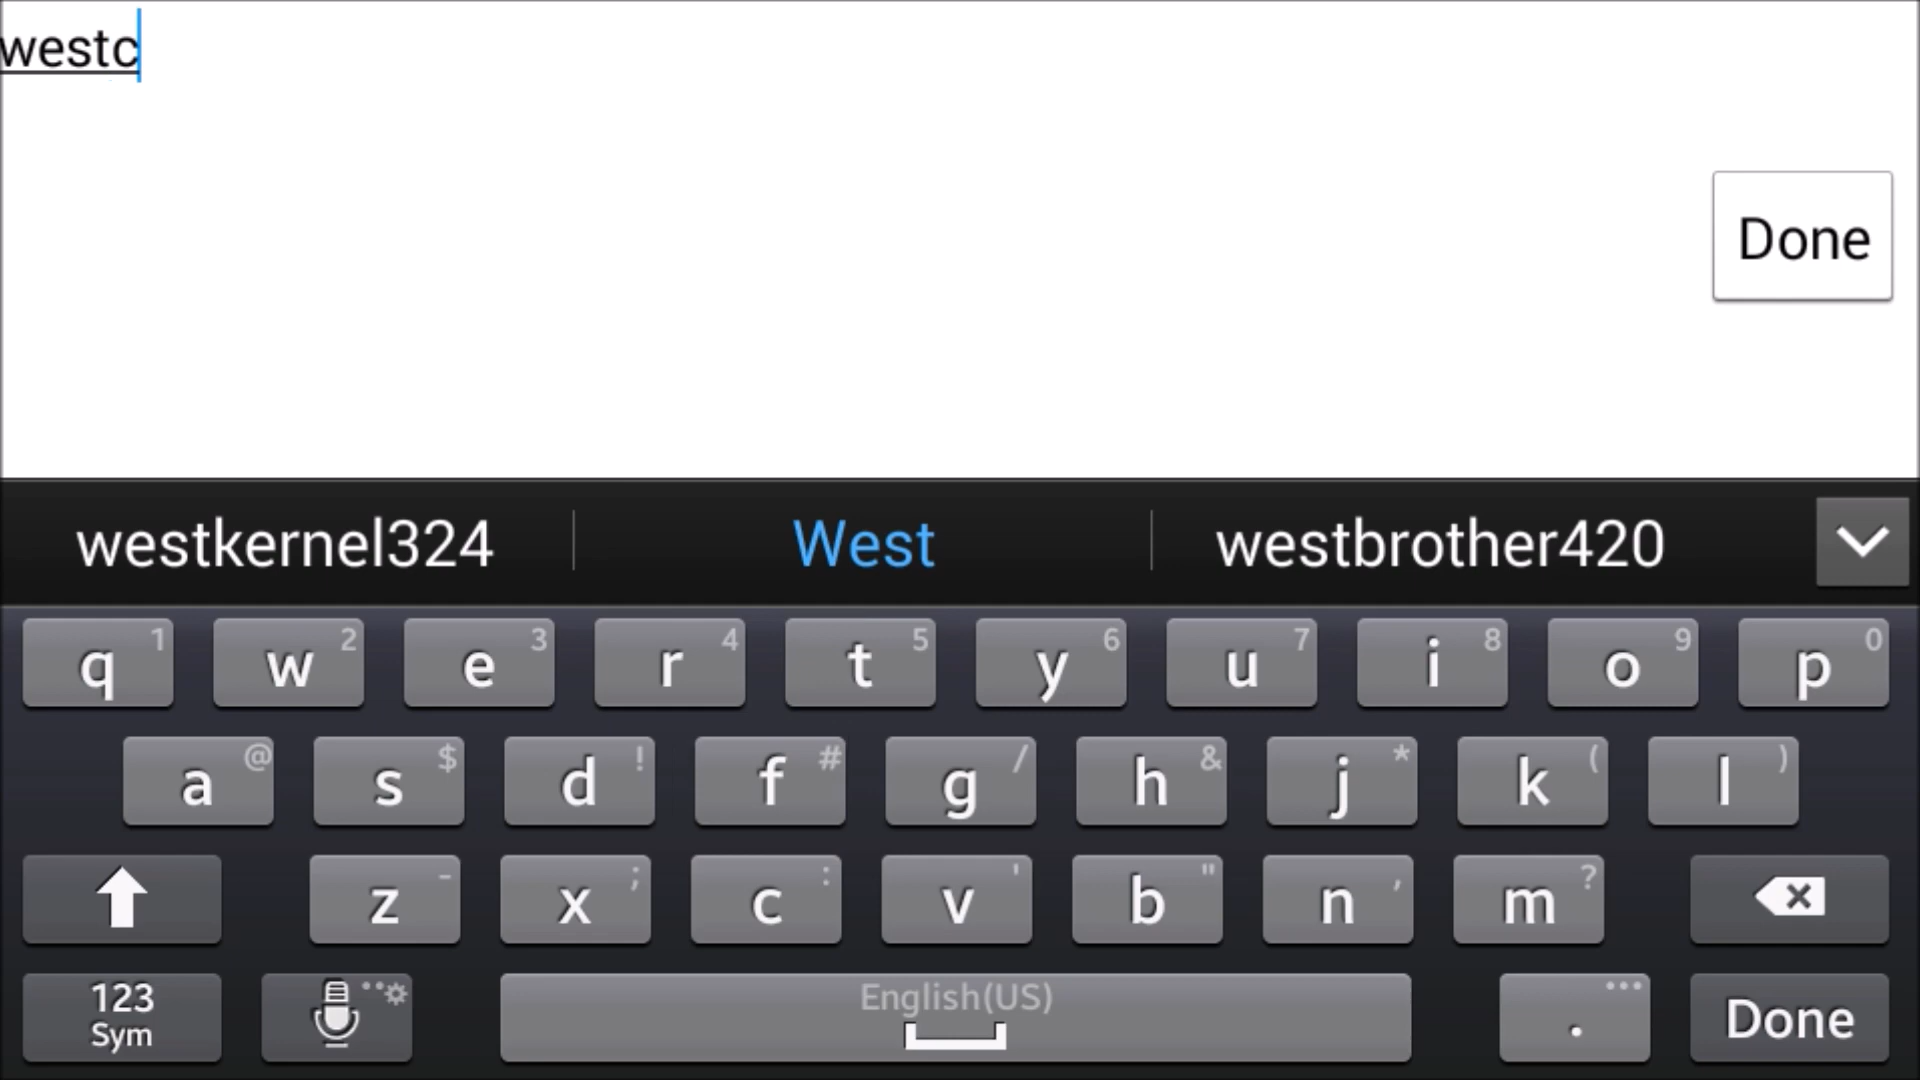 westc
Done
westkernel324 West westbrother420
q 1 w 2 e 3 r 4 t 5 y 6 u 7 i 8 o 9 p 0
a @ s $ d ! f # g / h & j * k ( l )
z - x ; c : v ' b " n , m ?
123
Sym
English(US)
. ...
Done